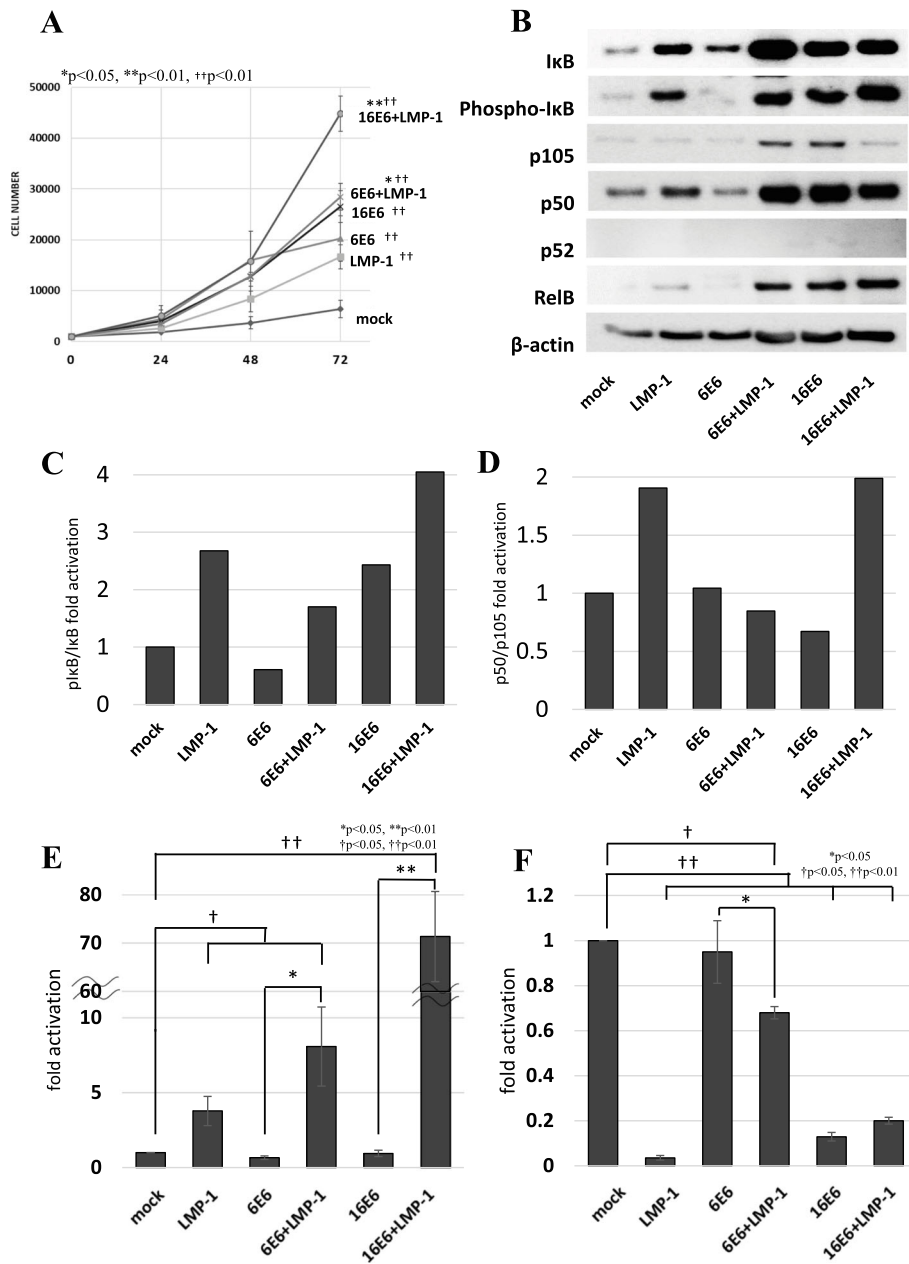 A
*p<0.05, **p<0.01, ††p<0.01
50000
40000
30000
20000
10000
0
CELL NUMBER
0 24 48 72
**††
16E6+LMP-1
*††
6E6+LMP-1
16E6 ††
6E6 ††
LMP-1 ††
mock
B
IκB
Phospho-IκB
p105
p50
p52
RelB
β-actin
mock LMP-1 6E6 6E6+LMP-1 16E6 16E6+LMP-1
C
pIκB/IκB fold activation
4
3
2
1
0
mock LMP-1 6E6 6E6+LMP-1 16E6 16E6+LMP-1
D
p50/p105 fold activation
2
1.5
1
0.5
0
mock LMP-1 6E6 6E6+LMP-1 16E6 16E6+LMP-1
E
*p<0.05, **p<0.01
†p<0.05, ††p<0.01
††
**
†
*
fold activation
80
70
60
10
5
0
mock LMP-1 6E6 6E6+LMP-1 16E6 16E6+LMP-1
F
*p<0.05
†p<0.05, ††p<0.01
†
††
*
fold activation
1.2
1
0.8
0.6
0.4
0.2
0
mock LMP-1 6E6 6E6+LMP-1 16E6 16E6+LMP-1